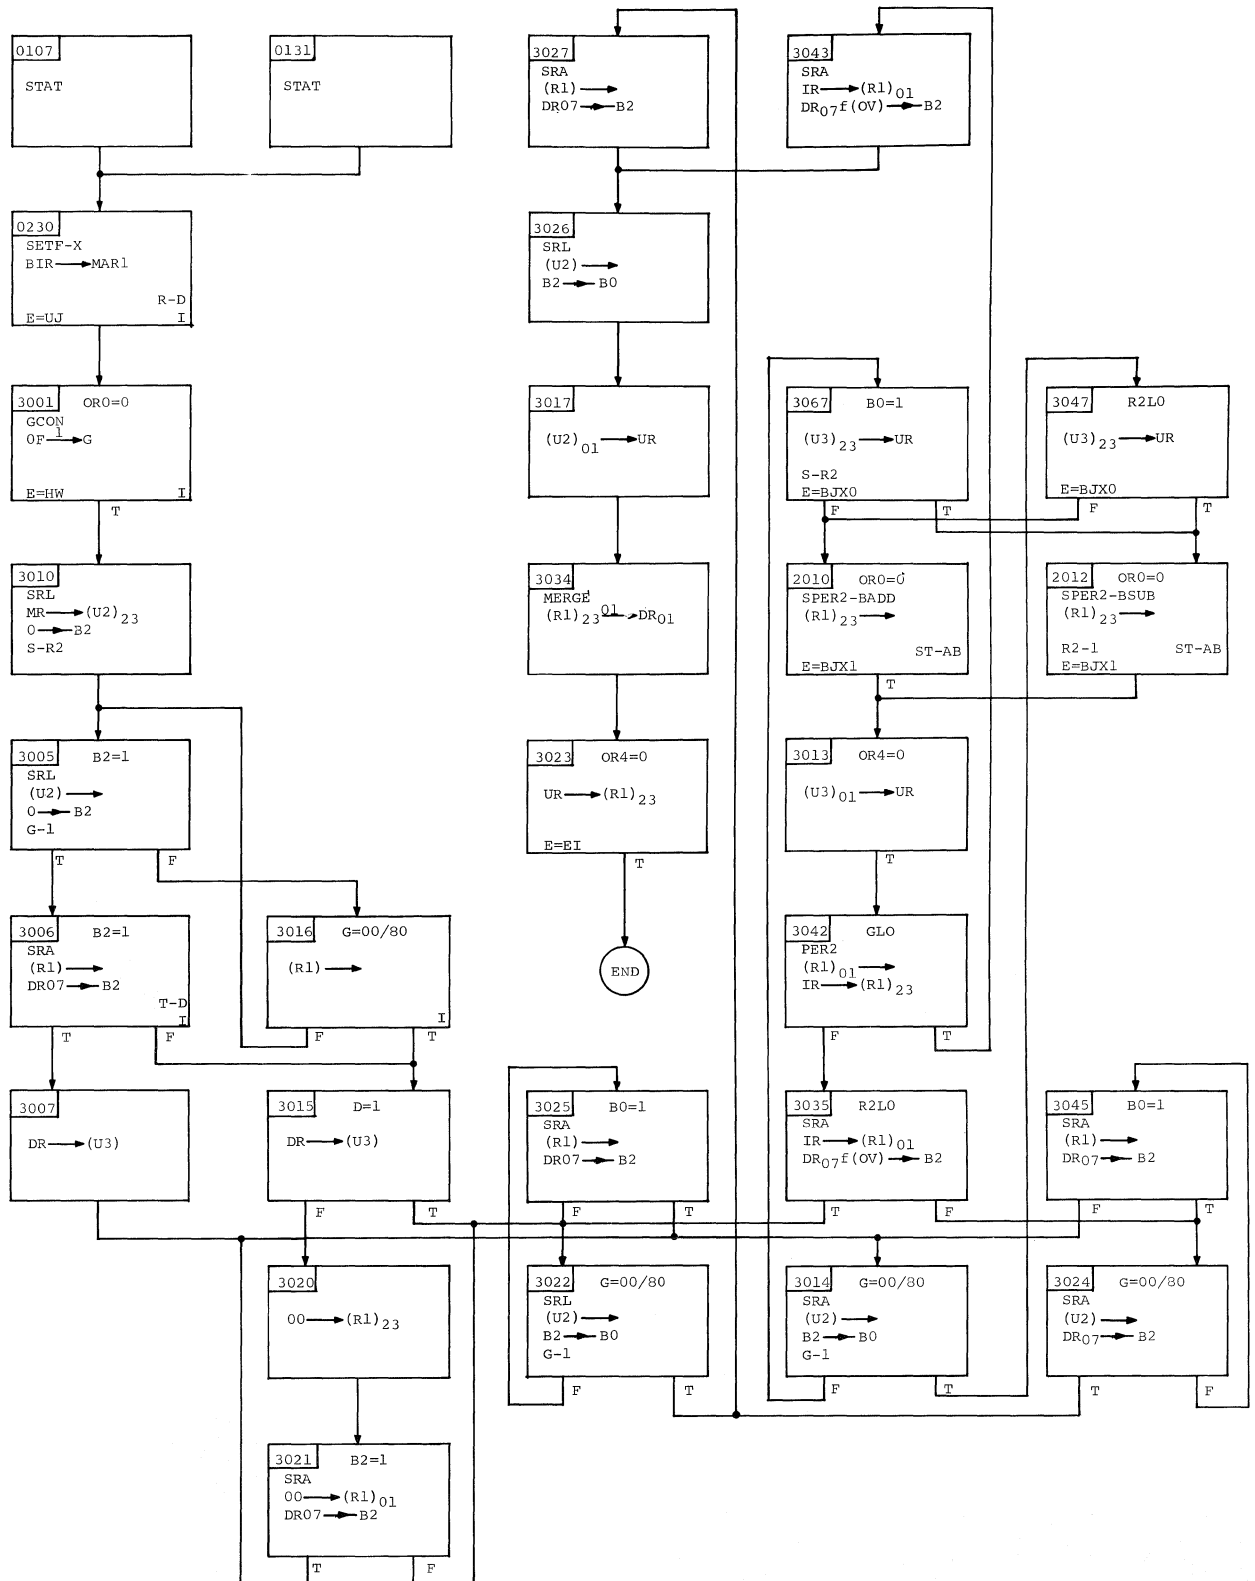 0107
STAT
0131
STAT
3027
SRA
(R1) →
DR07 → B2
3043
SRA
IR → (R1)01
DR07f(OV) → B2
0230
SETF-X
BIR → MAR1
R-D
E=UJ I
3026
SRL
(U2) →
B2 → B0
3001 OR0=0
GCON
0F 1 → G
E=HW I
T
3017
(U2)01 → UR
3067 B0=1
(U3)23 → UR
S-R2
E=BJX0
F T
3047 R2L0
(U3)23 → UR
E=BJX0
F T
3010
SRL
MR → (U2)23
0 → B2
S-R2
3034
MERGE
(R1)23 01 → DR01
2010 OR0=0
SPER2-BADD
(R1)23 →
ST-AB
E=BJX1
T
2012 OR0=0
SPER2-BSUB
(R1)23 →
R2-1 ST-AB
E=BJX1
3005 B2=1
SRL
(U2) →
0 → B2
G-1
T F
3023 OR4=0
UR → (R1)23
E=EI
T
END
3013 OR4=0
(U3)01 → UR
T
3006 B2=1
SRA
(R1) →
DR07 → B2
T-D
I
T F
3016 G=00/80
(R1) →
I
F T
3042 GLO
PER2
(R1)01 →
IR → (R1)23
F T
3007
DR → (U3)
3015 D=1
DR → (U3)
F T
3025 B0=1
SRA
(R1) →
DR07 → B2
F T
3035 R2L0
SRA
IR → (R1)01
DR07f(OV) → B2
T F
3045 B0=1
SRA
(R1) →
DR07 → B2
F T
3020
00 → (R1)23
3022 G=00/80
SRL
(U2) →
B2 → B0
G-1
F T
3014 G=00/80
SRA
(U2) →
B2 → B0
G-1
F T
3024 G=00/80
SRA
(U2) →
DR07 → B2
T F
3021 B2=1
SRA
00 → (R1)01
DR07 → B2
T F